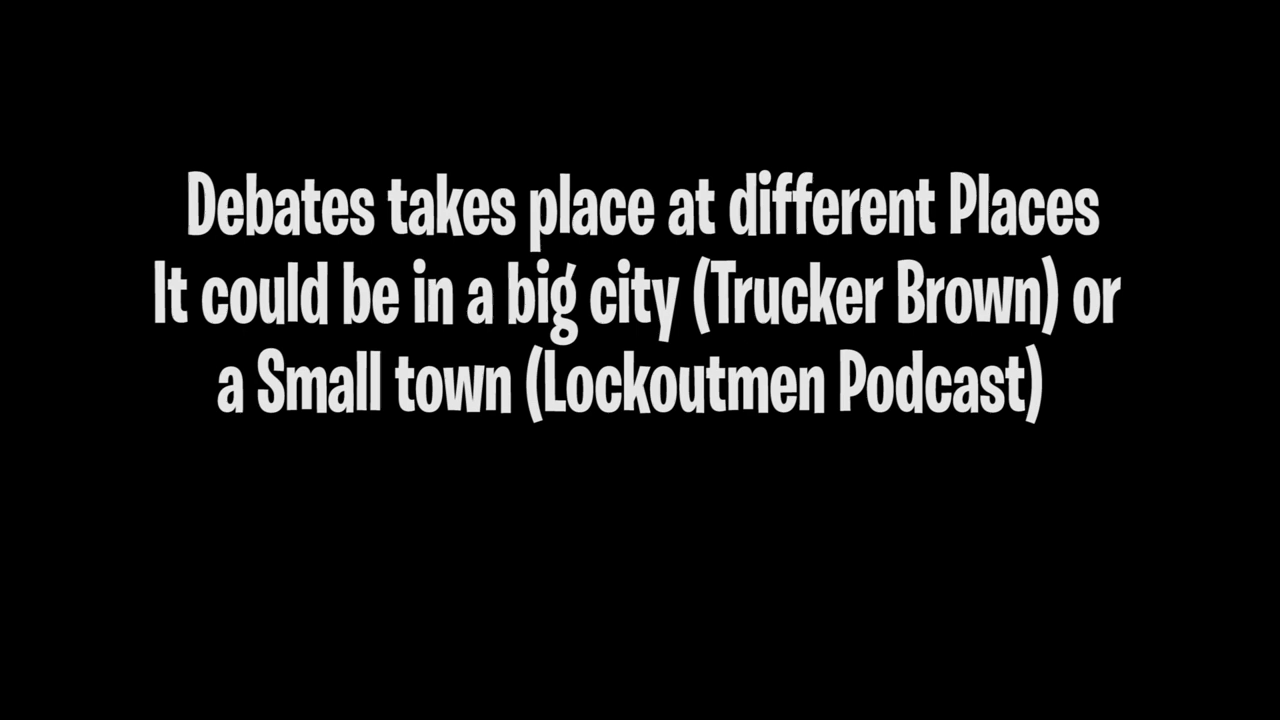 Debates takes place at different Places
It could be in a big city (Trucker Brown) or
a Small town (Lockoutmen Podcast)